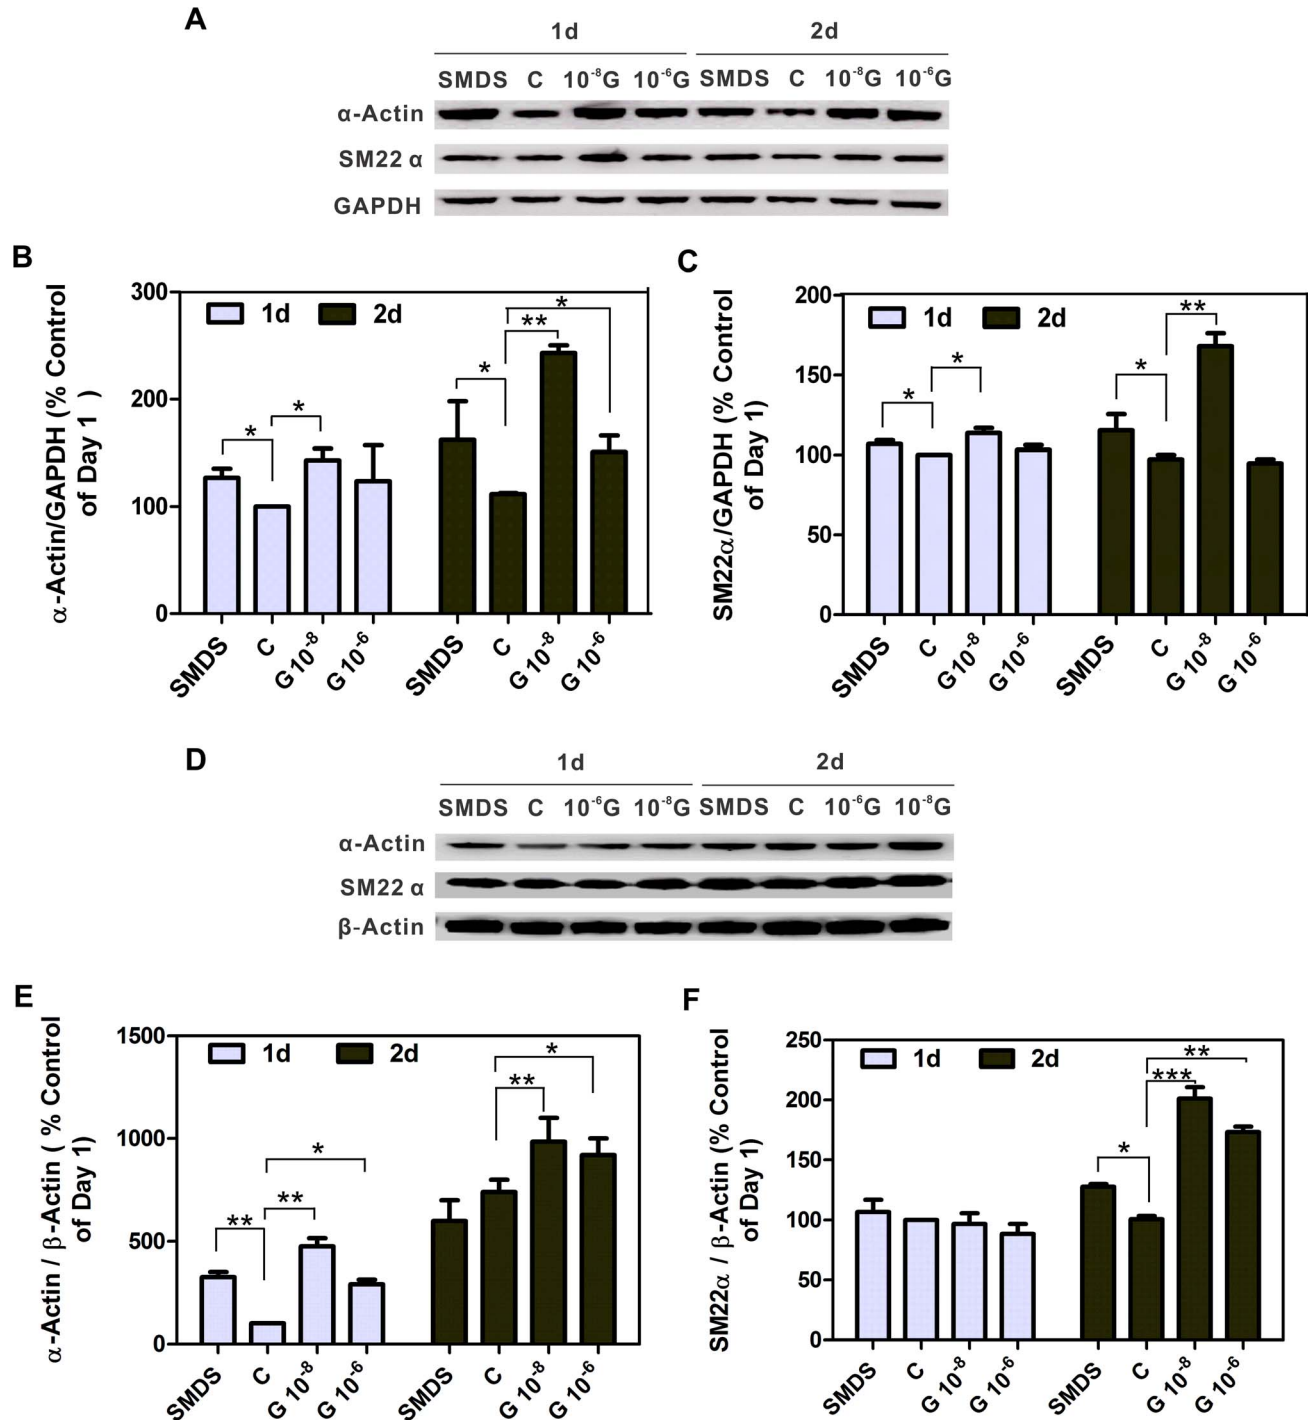 A
1d 2d
SMDS C 10⁻⁸G 10⁻⁶G SMDS C 10⁻⁸G 10⁻⁶G
α-Actin
SM22 α
GAPDH
B
α-Actin/GAPDH (% Control
of Day 1 )
300
200
100
0
1d 2d
* * * ** *
SMDS C G 10⁻⁸ G 10⁻⁶ SMDS C G 10⁻⁸ G 10⁻⁶
C
SM22α/GAPDH (% Control
of Day 1)
200
150
100
50
0
1d 2d
* * * **
SMDS C G 10⁻⁸ G 10⁻⁶ SMDS C G 10⁻⁸ G 10⁻⁶
D
1d 2d
SMDS C 10⁻⁶G 10⁻⁸G SMDS C 10⁻⁶G 10⁻⁸G
α-Actin
SM22 α
β-Actin
E
α-Actin / β-Actin ( % Control
of Day 1)
1500
1000
500
0
1d 2d
** ** * ** *
SMDS C G 10⁻⁸ G 10⁻⁶ SMDS C G 10⁻⁸ G 10⁻⁶
F
SM22α / β-Actin (% Control
of Day 1)
250
200
150
100
50
0
1d 2d
* *** **
SMDS C G 10⁻⁸ G 10⁻⁶ SMDS C G 10⁻⁸ G 10⁻⁶